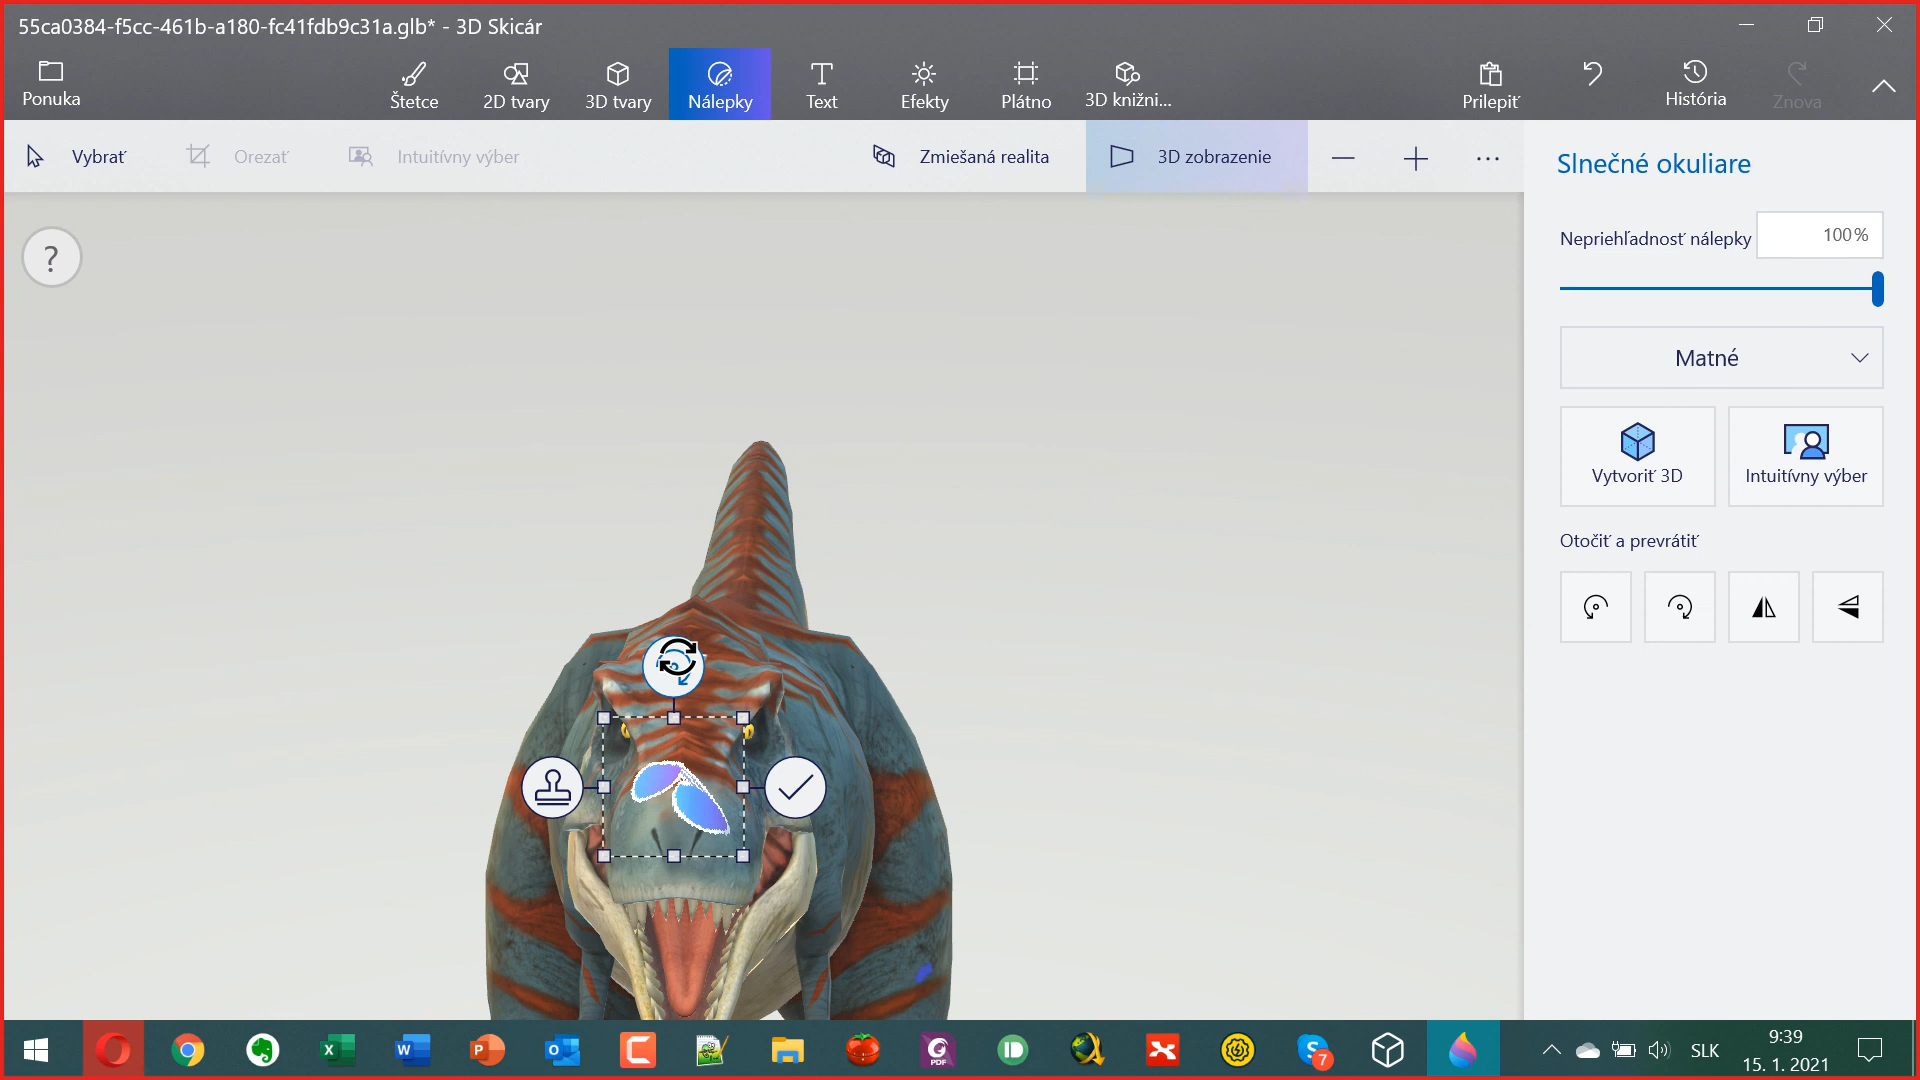 55ca0384-f5cc-461b-a180-fc41fdb9c31a.glb* - 3D Skicár
Ponuka
Štetce
2D tvary
3D tvary
Nálepky
Text
Efekty
Plátno
3D knižni...
Prilepiť
História
Znova
Vybrať
Orezať
Intuitívny výber
Zmiešaná realita
3D zobrazenie
Slnečné okuliare
?
Nepriehľadnosť nálepky
100%
Matné
Vytvoriť 3D
Intuitívny výber
Otočiť a prevrátiť
7
SLK
9:39
15. 1. 2021